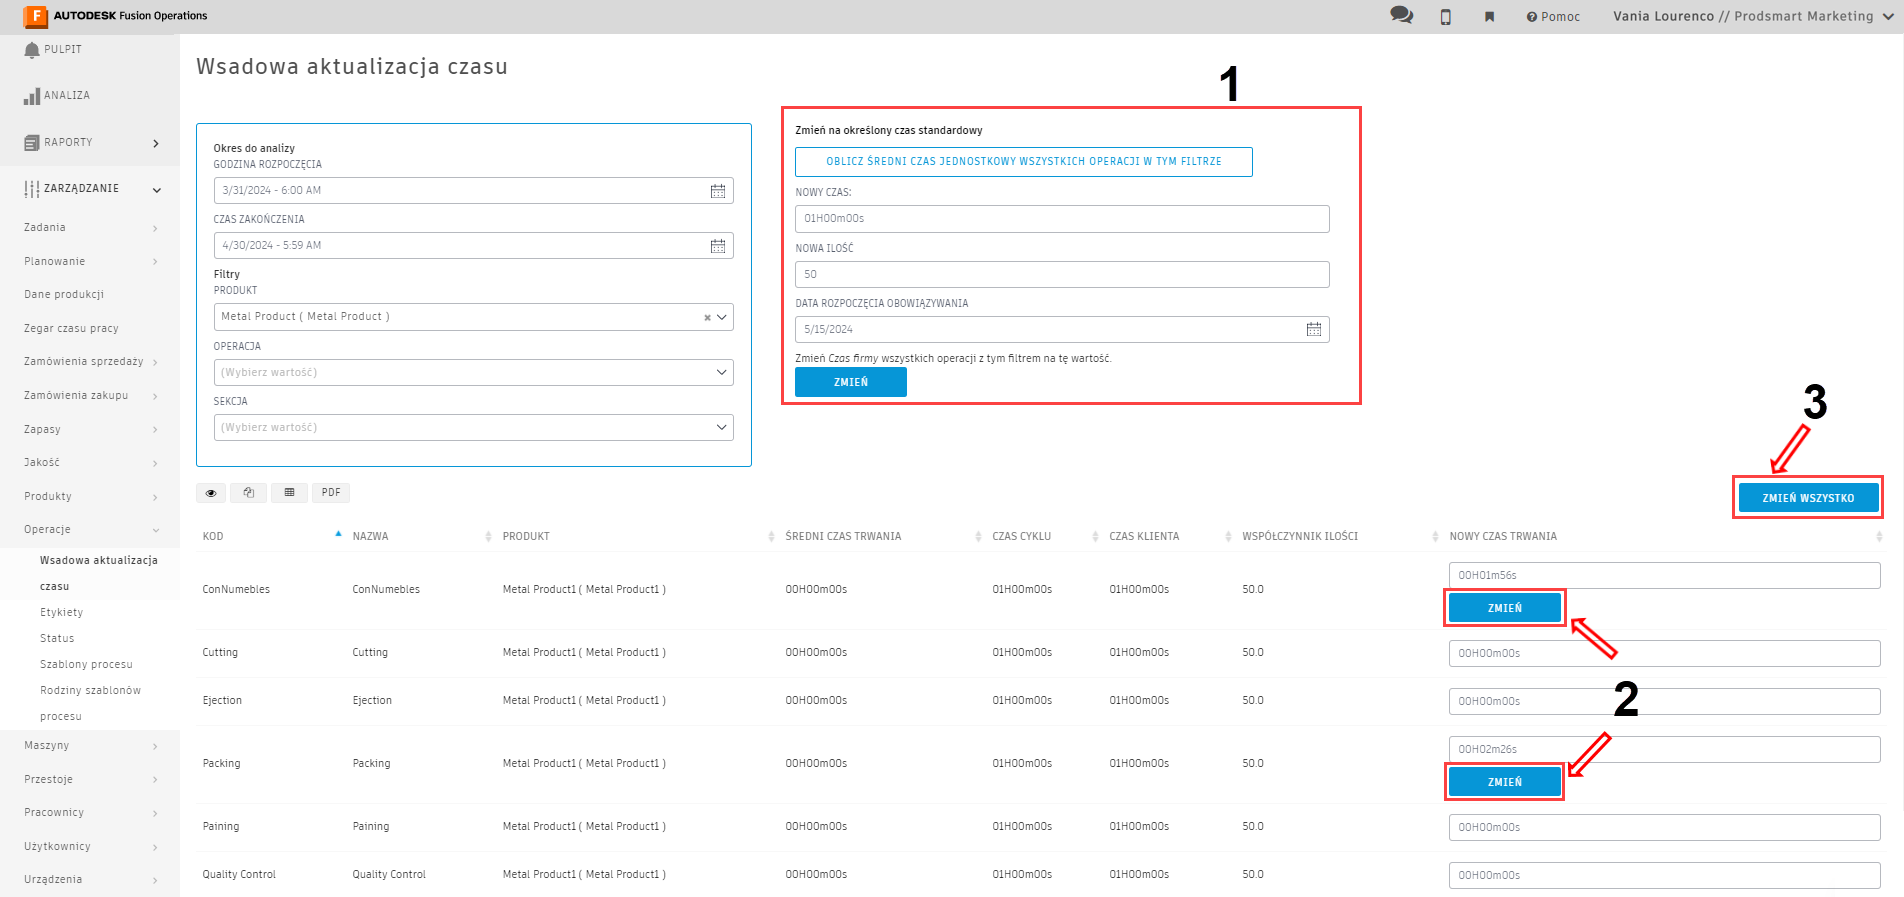 AUTODESK Fusion Operations
Pomoc
Vania Lourenco // Prodsmart Marketing
PULPIT
ANALIZA
RAPORTY
ZARZĄDZANIE
Zadania
Planowanie
Dane produkcji
Zegar czasu pracy
Zamówienia sprzedaży
Zamówienia zakupu
Zapasy
Jakość
Produkty
Operacje
Wsadowa aktualizacja
czasu
Etykiety
Status
Szablony procesu
Rodziny szablonów
procesu
Maszyny
Przestoje
Pracownicy
Użytkownicy
Urządzenia
Wsadowa aktualizacja czasu
Okres do analizy
GODZINA ROZPOCZĘCIA
3/31/2024 - 6:00 AM
CZAS ZAKOŃCZENIA
4/30/2024 - 5:59 AM
Filtry
PRODUKT
Metal Product ( Metal Product )
OPERACJA
(Wybierz wartość)
SEKCJA
(Wybierz wartość)
1
Zmień na określony czas standardowy
OBLICZ ŚREDNI CZAS JEDNOSTKOWY WSZYSTKICH OPERACJI W TYM FILTRZE
NOWY CZAS:
01H00m00s
NOWA ILOŚĆ
50
DATA ROZPOCZĘCIA OBOWIĄZYWANIA
5/15/2024
Zmień Czas firmy wszystkich operacji z tym filtrem na tę wartość.
ZMIEŃ
3
ZMIEŃ WSZYSTKO
PDF
KOD NAZWA PRODUKT ŚREDNI CZAS TRWANIA CZAS CYKLU CZAS KLIENTA WSPÓŁCZYNNIK ILOŚCI NOWY CZAS TRWANIA
ConNumebles ConNumebles Metal Product1 ( Metal Product1 ) 00H00m00s 01H00m00s 01H00m00s 50.0 00H01m56s
ZMIEŃ
Cutting Cutting Metal Product1 ( Metal Product1 ) 00H00m00s 01H00m00s 01H00m00s 50.0 00H00m00s
2
Ejection Ejection Metal Product1 ( Metal Product1 ) 00H00m00s 01H00m00s 01H00m00s 50.0 00H00m00s
Packing Packing Metal Product1 ( Metal Product1 ) 00H00m00s 01H00m00s 01H00m00s 50.0 00H02m26s
ZMIEŃ
Paining Paining Metal Product1 ( Metal Product1 ) 00H00m00s 01H00m00s 01H00m00s 50.0 00H00m00s
Quality Control Quality Control Metal Product1 ( Metal Product1 ) 00H00m00s 01H00m00s 01H00m00s 50.0 00H00m00s